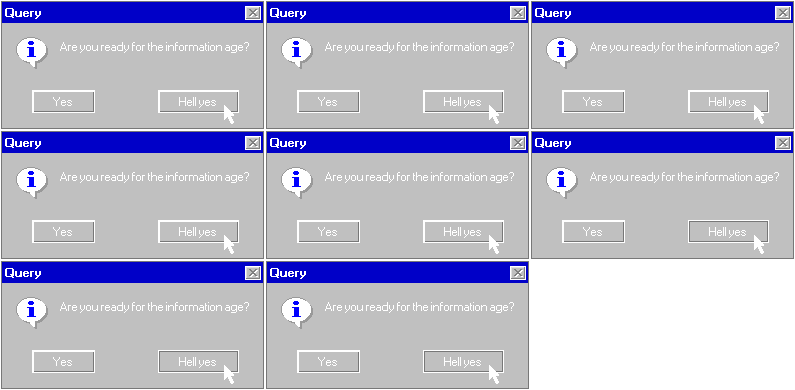 Query
Are you ready for the information age?
Yes Hell yes
Query
Are you ready for the information age?
Yes Hell yes
Query
Are you ready for the information age?
Yes Hell yes
Query
Are you ready for the information age?
Yes Hell yes
Query
Are you ready for the information age?
Yes Hell yes
Query
Are you ready for the information age?
Yes Hell yes
Query
Are you ready for the information age?
Yes Hell yes
Query
Are you ready for the information age?
Yes Hell yes